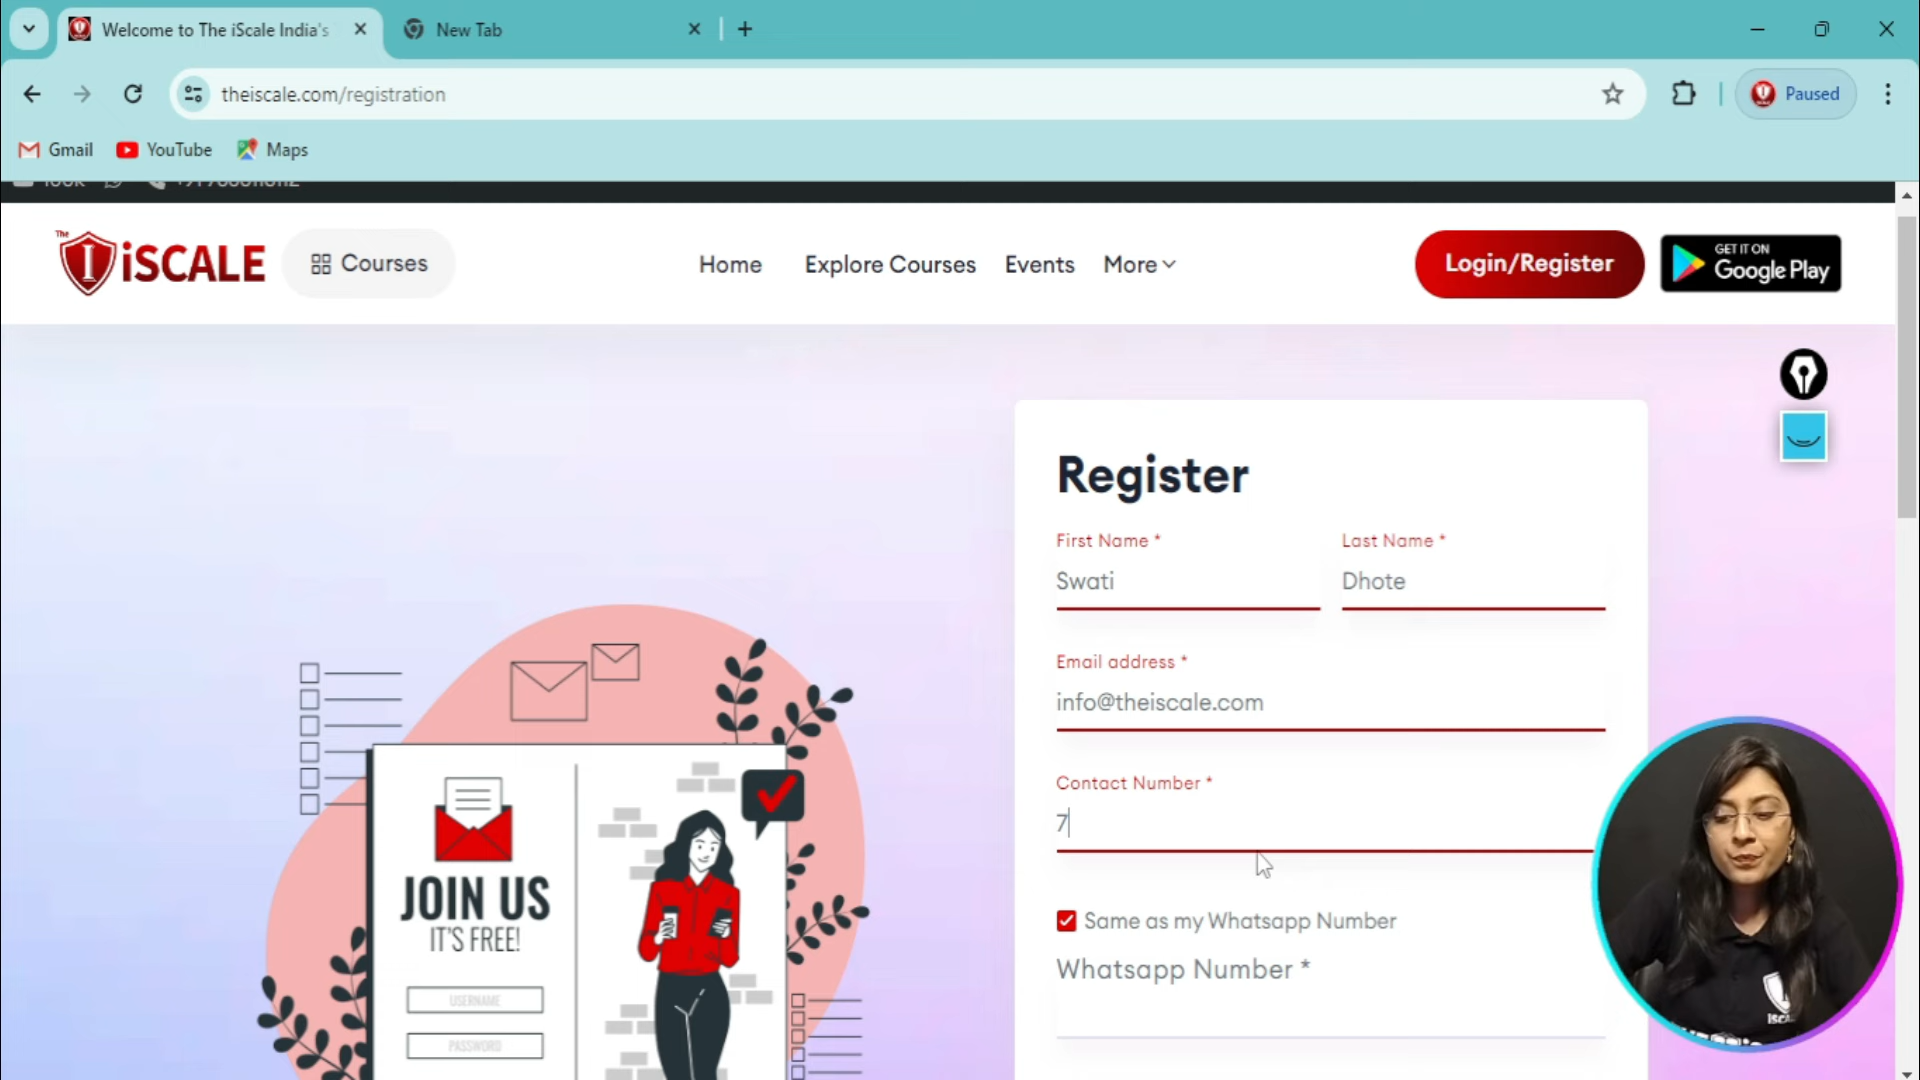 Welcome to The iScale India's
New Tab
theiscale.com/registration
Paused
Gmail
YouTube
Maps
The
iSCALE
Courses
Home
Explore Courses
Events
More
Login/Register
GET IT ON
Google Play
Register
First Name *
Last Name *
Swati
Dhote
Email address *
info@theiscale.com
Contact Number *
7
Same as my Whatsapp Number
Whatsapp Number *
JOIN US
IT'S FREE!
USERNAME
PASSWORD